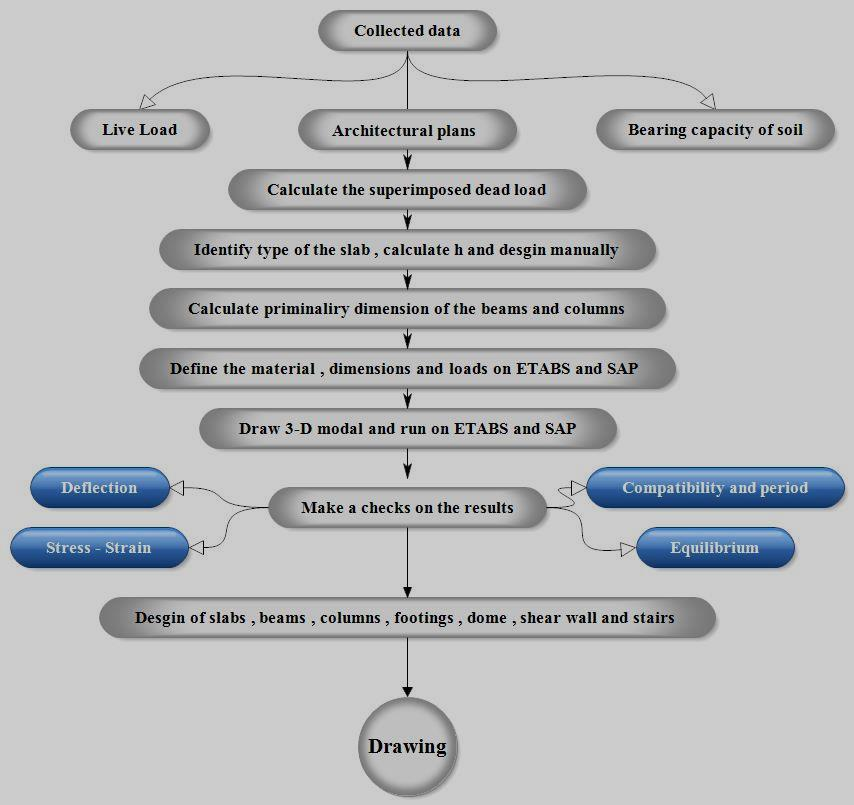 Collected data
Live Load
Architectural plans
Bearing capacity of soil
Calculate the superimposed dead load
Identify type of the slab , calculate h and desgin manually
Calculate priminaliry dimension of the beams and columns
Define the material , dimensions and loads on ETABS and SAP
Draw 3-D modal and run on ETABS and SAP
Deflection
Compatibility and period
Make a checks on the results
Stress - Strain
Equilibrium
Desgin of slabs , beams , columns , footings , dome , shear wall and stairs
Drawing